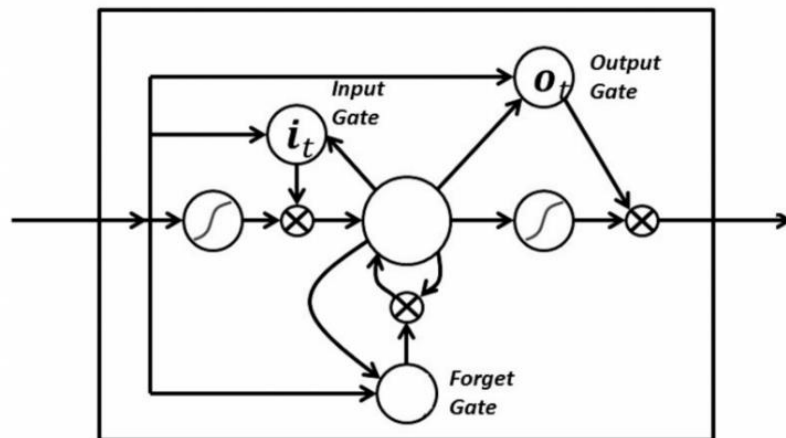 Input
Gate
i_t
o_t
Output
Gate
Forget
Gate